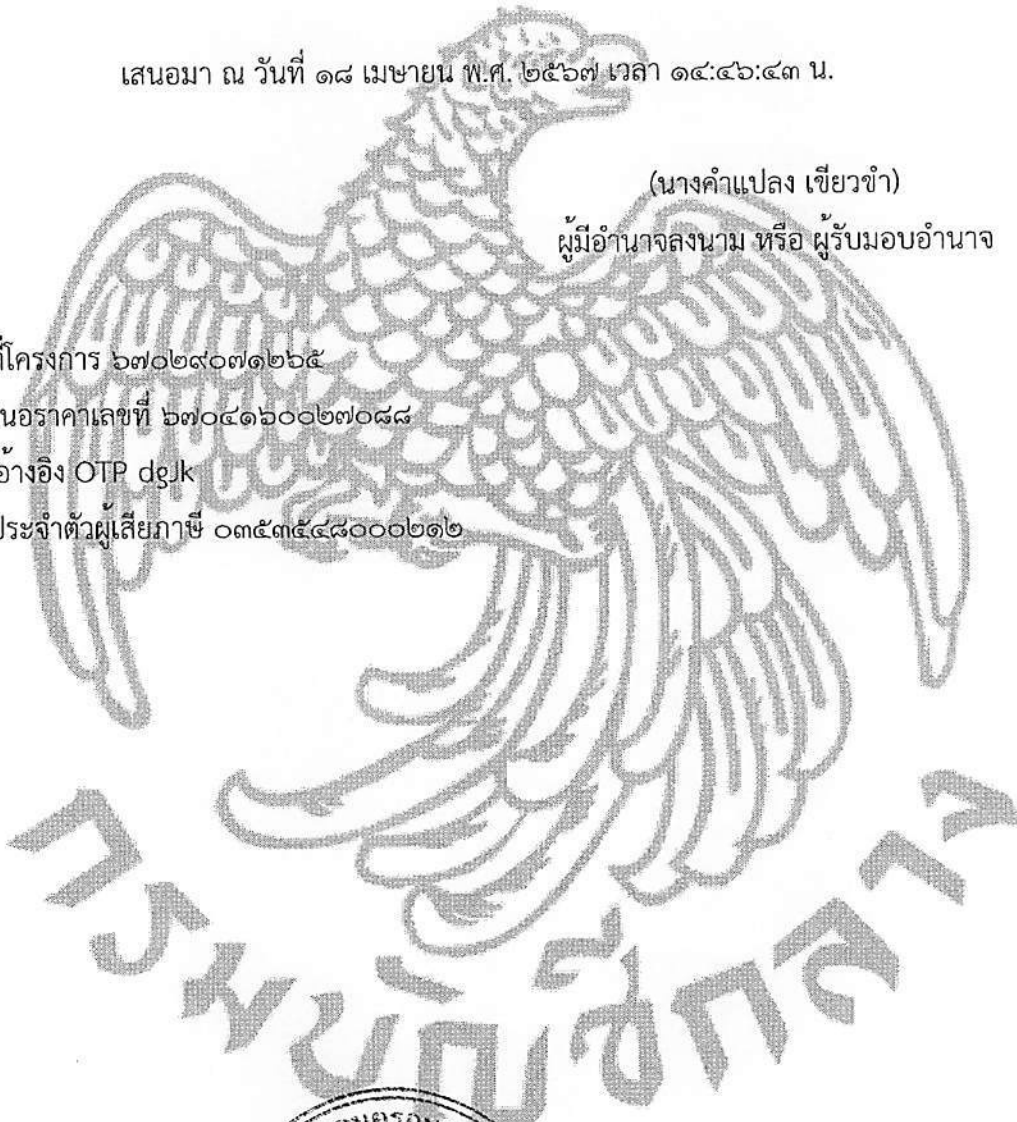 เสนอมา ณ วันที่ ๑๘ เมษายน พ.ศ. ๒๕๖๗ เวลา ๑๔:๔๖:๔๓ น.
(นางคำแปลง เขียวขำ)
ผู้มีอำนาจลงนาม หรือ ผู้รับมอบอำนาจ
ที่โครงการ ๖๗๐๒๙๐๗๑๒๖๕
นอราคาเลขที่ ๖๗๐๔๑๖๐๐๒๗๐๘๘
อ้างอิง OTP dgJk
ประจำตัวผู้เสียภาษี ๐๓๕๓๕๔๘๐๐๐๒๑๒
กรมบัญชีกลาง